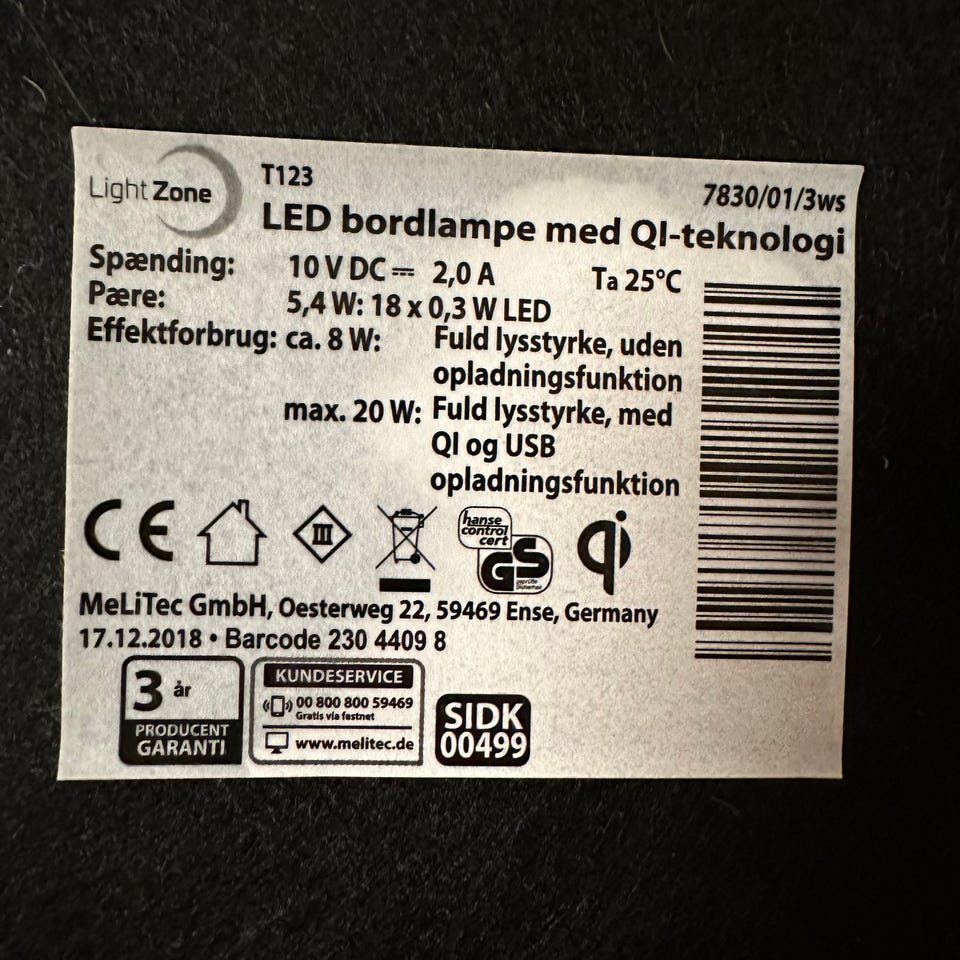 Light Zone
T123
7830/01/3ws
LED bordlampe med QI-teknologi
Spænding: 10 V DC ⎓ 2,0 A Ta 25°C
Pære: 5,4 W: 18 x 0,3 W LED
Effektforbrug: ca. 8 W: Fuld lysstyrke, uden
opladningsfunktion
max. 20 W: Fuld lysstyrke, med
QI og USB
opladningsfunktion
CE
III
hanse
control
cert
GS
geprüfte
Sicherheit
qi
MeLiTec GmbH, Oesterweg 22, 59469 Ense, Germany
17.12.2018 • Barcode 230 4409 8
3 år
PRODUCENT
GARANTI
KUNDESERVICE
00 800 800 59469
Gratis via fastnet
www.melitec.de
SIDK
00499